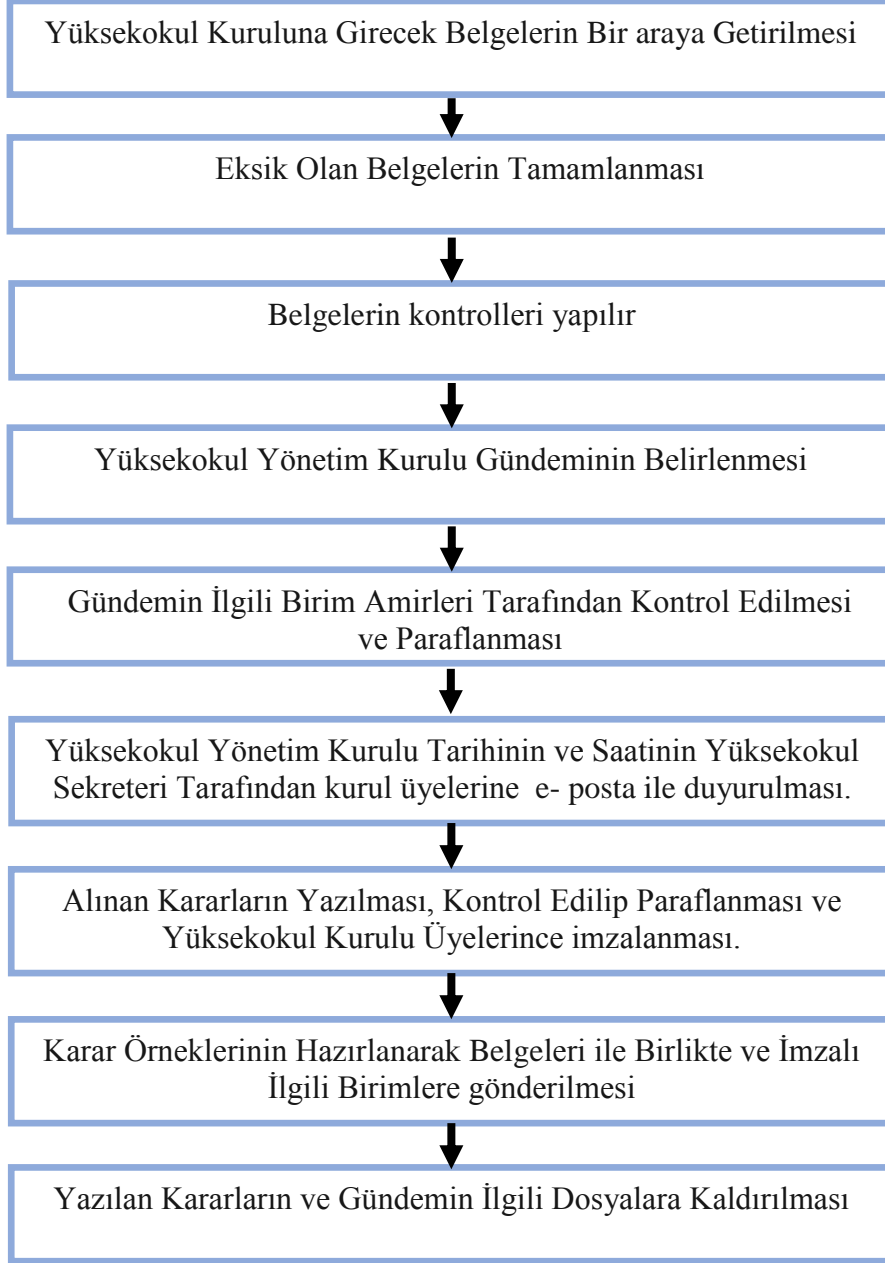 Yüksekokul Kuruluna Girecek Belgelerin Bir araya Getirilmesi
Eksik Olan Belgelerin Tamamlanması
Belgelerin kontrolleri yapılır
Yüksekokul Yönetim Kurulu Gündeminin Belirlenmesi
Gündemin İlgili Birim Amirleri Tarafından Kontrol Edilmesi
ve Paraflanması
Yüksekokul Yönetim Kurulu Tarihinin ve Saatinin Yüksekokul
Sekreteri Tarafından kurul üyelerine e- posta ile duyurulması.
Alınan Kararların Yazılması, Kontrol Edilip Paraflanması ve
Yüksekokul Kurulu Üyelerince imzalanması.
Karar Örneklerinin Hazırlanarak Belgeleri ile Birlikte ve İmzalı
İlgili Birimlere gönderilmesi
Yazılan Kararların ve Gündemin İlgili Dosyalara Kaldırılması